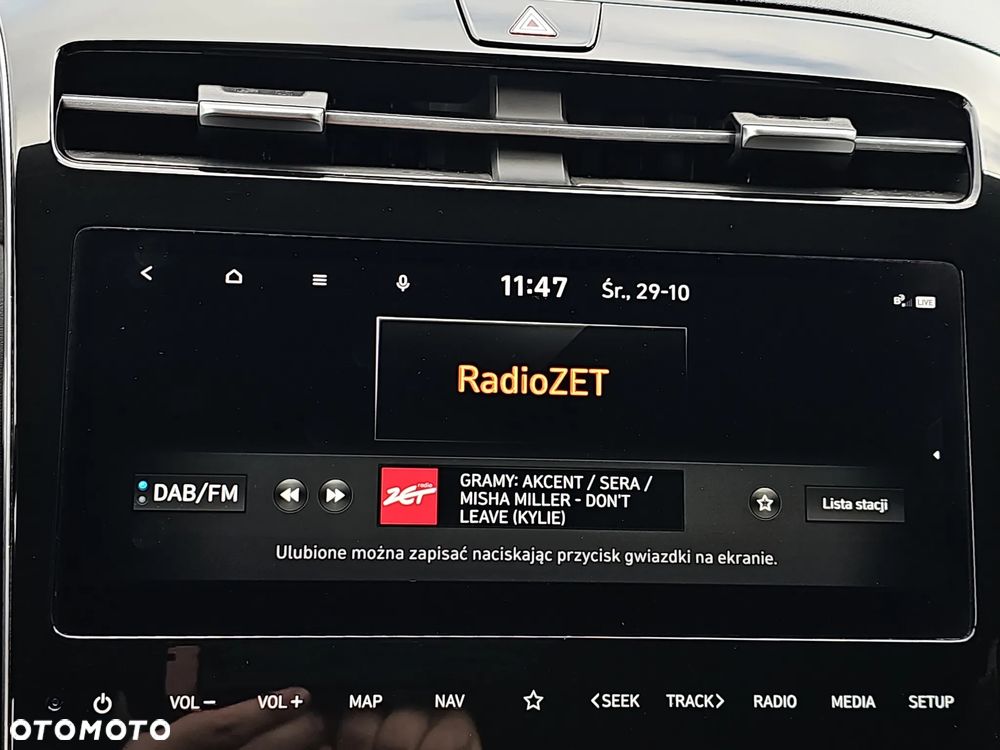 11:47 Śr., 29-10
LIVE
RadioZET
DAB/FM
radio
ZET
GRAMY: AKCENT / SERA /
MISHA MILLER - DON'T
LEAVE (KYLIE)
Lista stacji
Ulubione można zapisać naciskając przycisk gwiazdki na ekranie.
VOL− VOL+ MAP NAV <SEEK TRACK> RADIO MEDIA SETUP
OTOMOTO